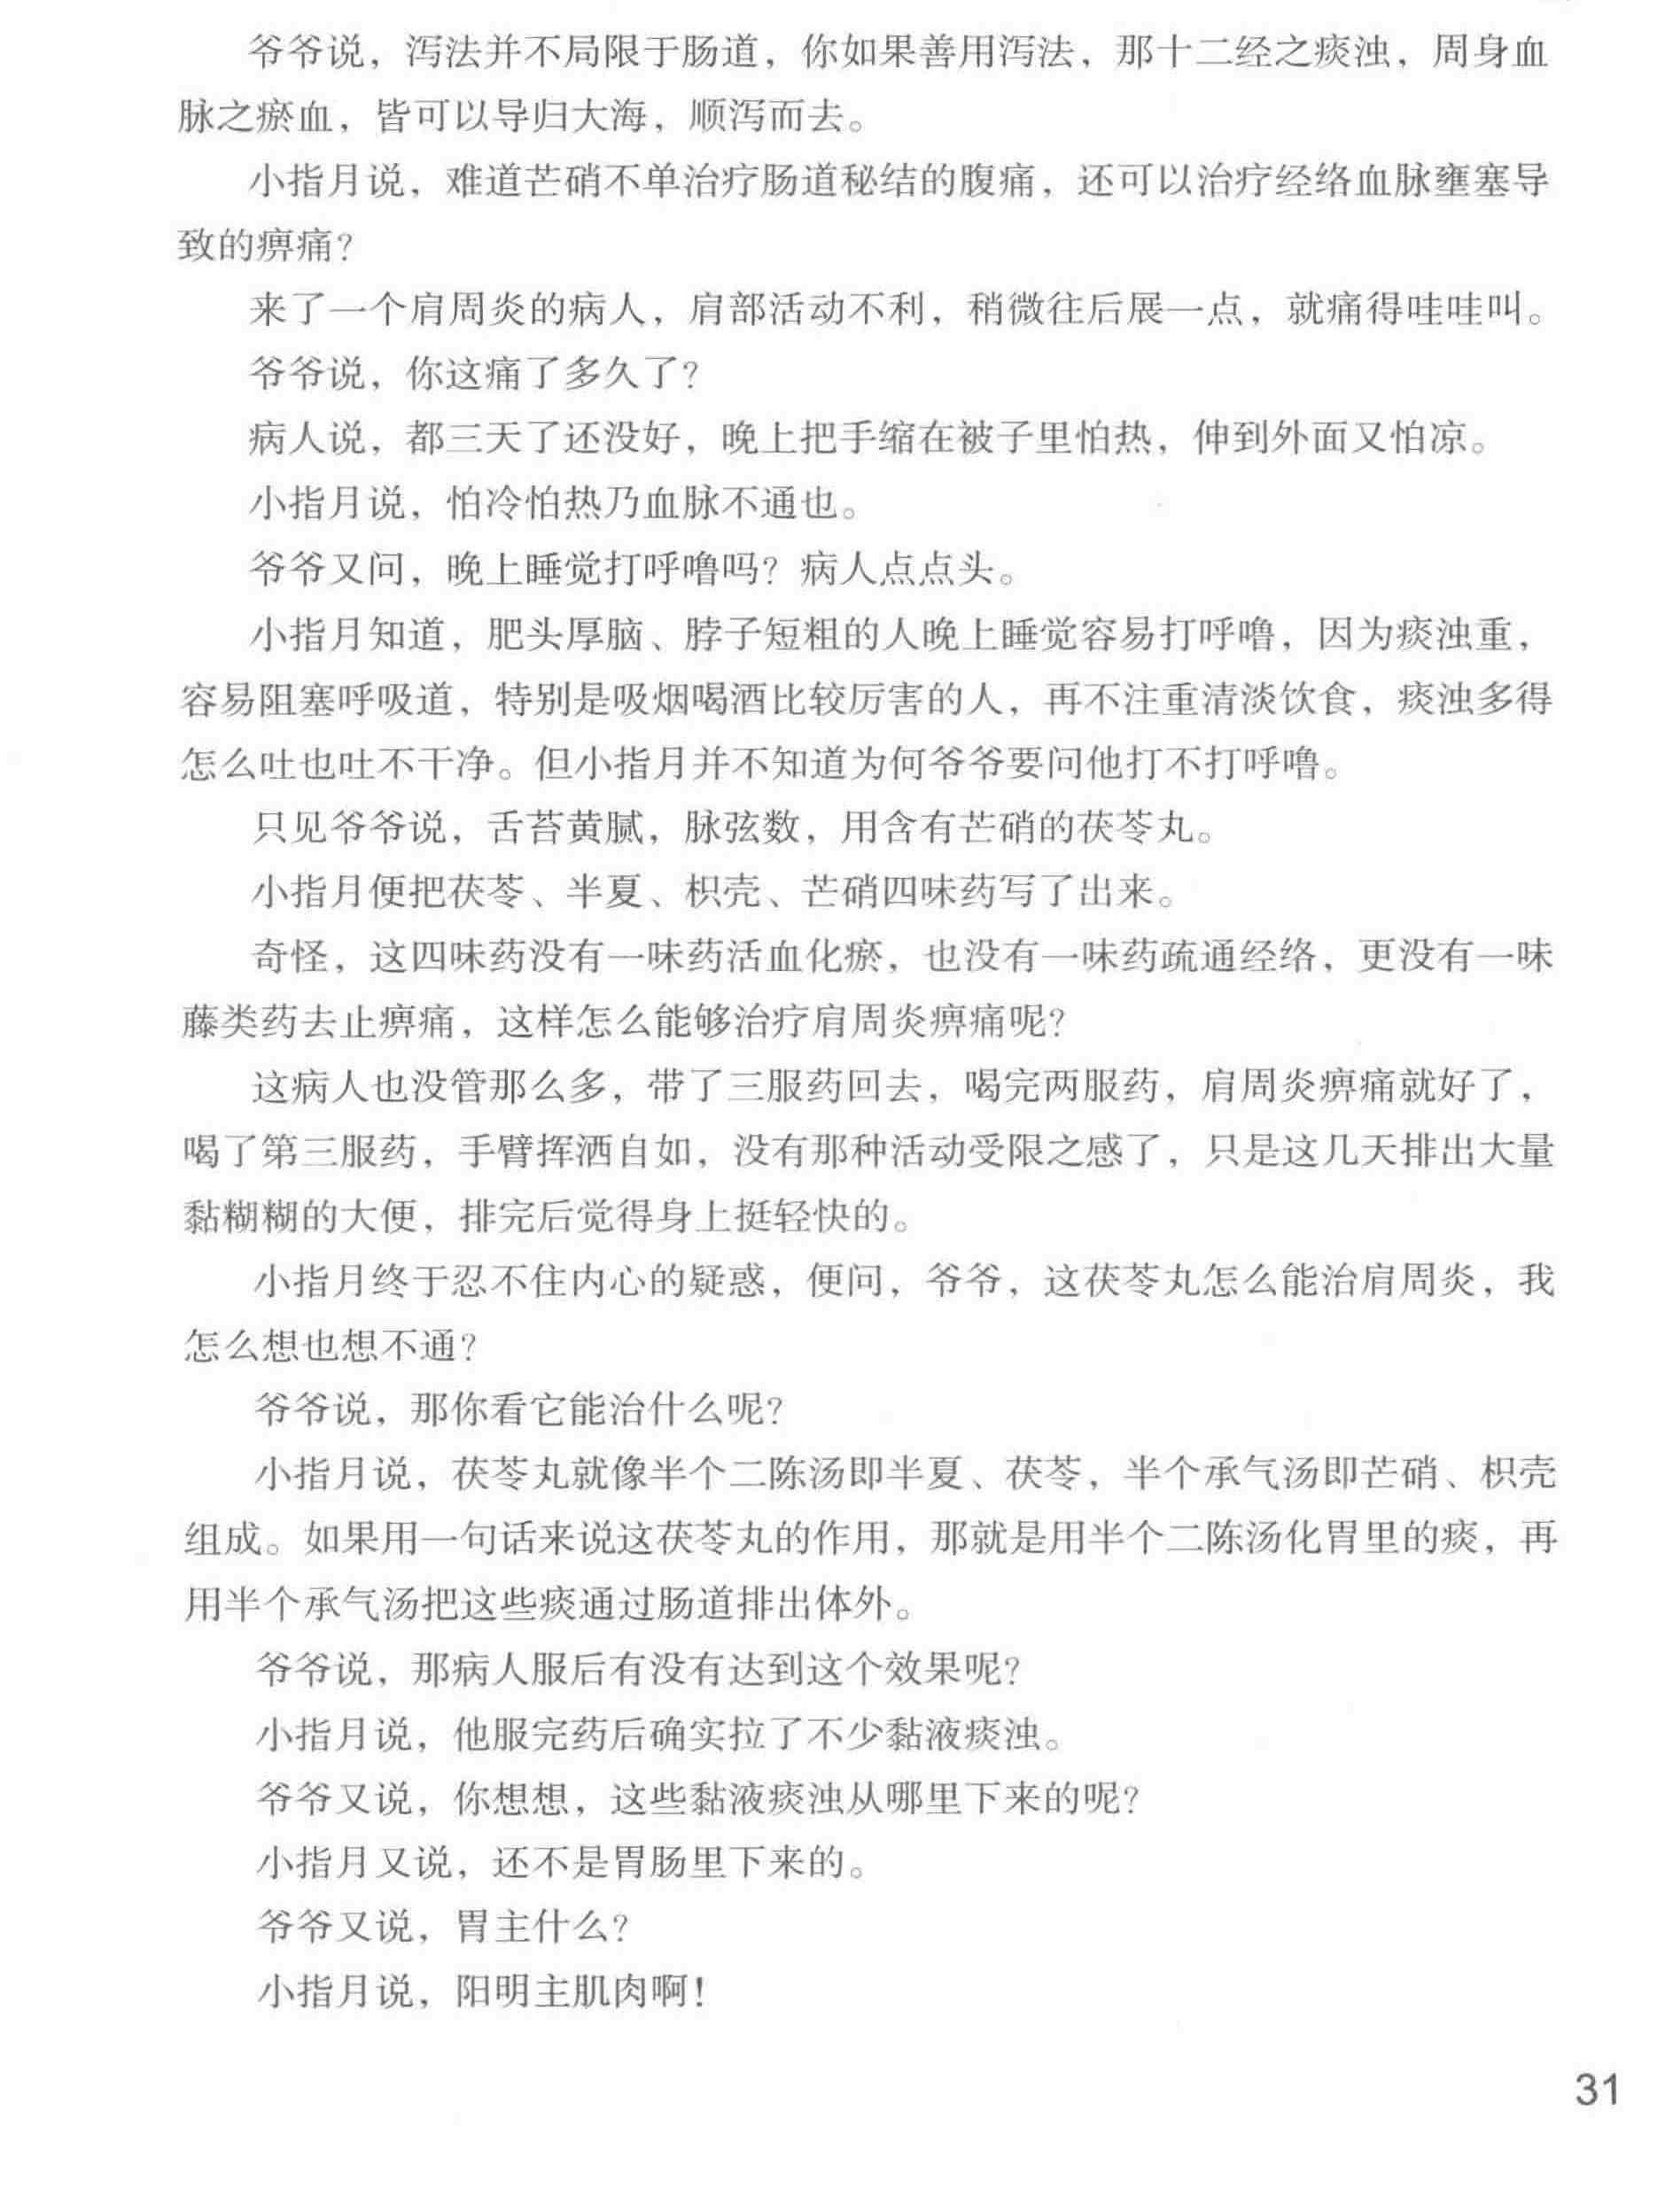 爷爷说，泻法并不局限于肠道，你如果善用泻法，那十二经之痰浊，周身血
脉之瘀血，皆可以导归大海，顺泻而去。
小指月说，难道芒硝不单治疗肠道秘结的腹痛，还可以治疗经络血脉壅塞导
致的痹痛？
来了一个肩周炎的病人，肩部活动不利，稍微往后展一点，就痛得哇哇叫。
爷爷说，你这痛了多久了？
病人说，都三天了还没好，晚上把手缩在被子里怕热，伸到外面又怕凉。
小指月说，怕冷怕热乃血脉不通也。
爷爷又问，晚上睡觉打呼噜吗？病人点点头。
小指月知道，肥头厚脑、脖子短粗的人晚上睡觉容易打呼噜，因为痰浊重，
容易阻塞呼吸道，特别是吸烟喝酒比较厉害的人，再不注重清淡饮食，痰浊多得
怎么吐也吐不干净。但小指月并不知道为何爷爷要问他打不打呼噜。
只见爷爷说，舌苔黄腻，脉弦数，用含有芒硝的茯苓丸。
小指月便把茯苓、半夏、枳壳、芒硝四味药写了出来。
奇怪，这四味药没有一味药活血化瘀，也没有一味药疏通经络，更没有一味
藤类药去止痹痛，这样怎么能够治疗肩周炎痹痛呢？
这病人也没管那么多，带了三服药回去，喝完两服药，肩周炎痹痛就好了，
喝了第三服药，手臂挥洒自如，没有那种活动受限之感了，只是这几天排出大量
黏糊糊的大便，排完后觉得身上挺轻快的。
小指月终于忍不住内心的疑惑，便问，爷爷，这茯苓丸怎么能治肩周炎，我
怎么想也想不通？
爷爷说，那你看它能治什么呢？
小指月说，茯苓丸就像半个二陈汤即半夏、茯苓，半个承气汤即芒硝、枳壳
组成。如果用一句话来说这茯苓丸的作用，那就是用半个二陈汤化胃里的痰，再
用半个承气汤把这些痰通过肠道排出体外。
爷爷说，那病人服后有没有达到这个效果呢？
小指月说，他服完药后确实拉了不少黏液痰浊。
爷爷又说，你想想，这些黏液痰浊从哪里下来的呢？
小指月又说，还不是胃肠里下来的。
爷爷又说，胃主什么？
小指月说，阳明主肌肉啊！
31